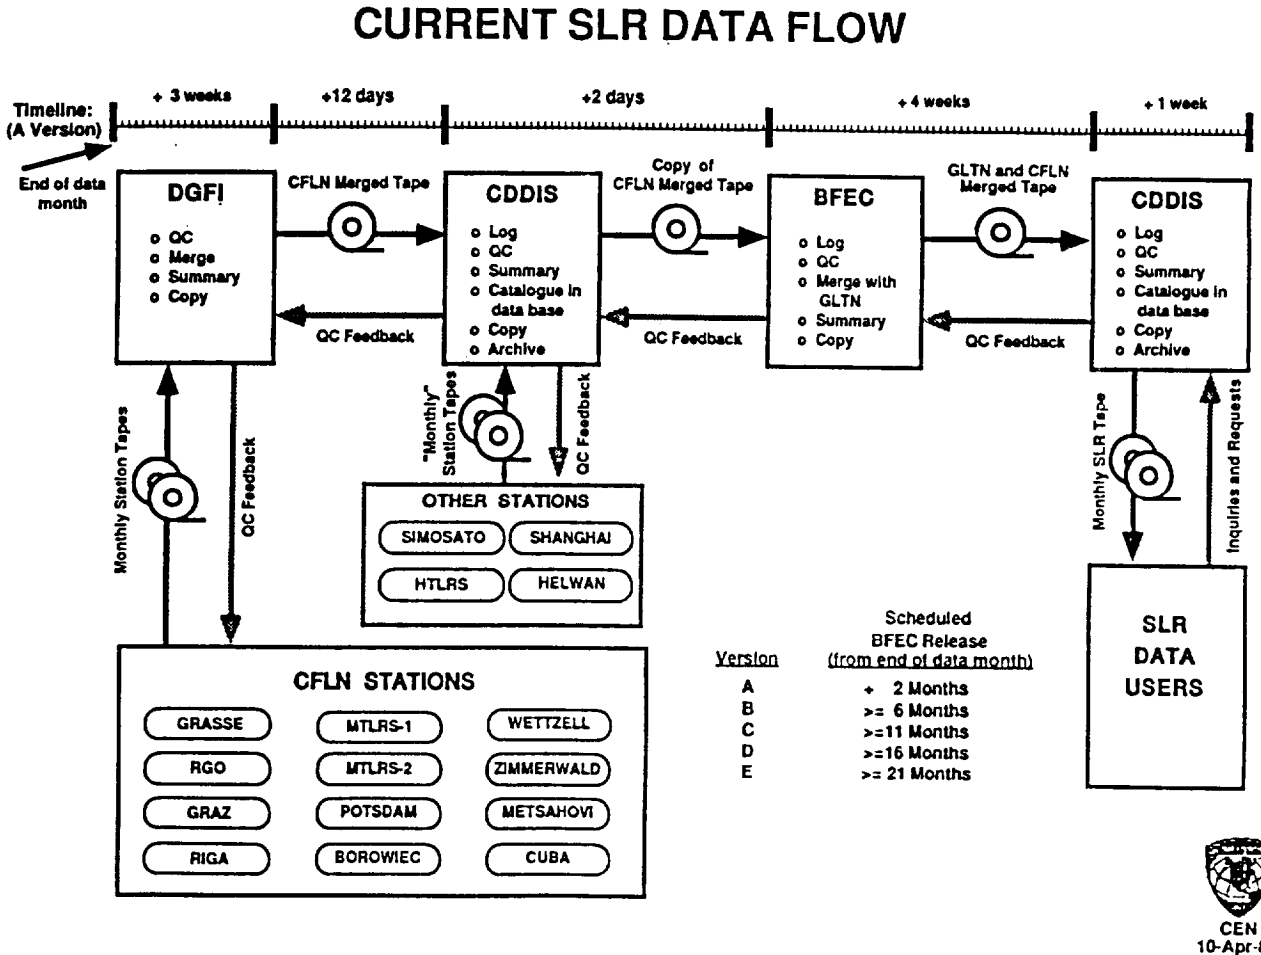 CURRENT SLR DATA FLOW
Timeline:
(A Version)
+ 3 weeks
+12 days
+2 days
+ 4 weeks
+ 1 week
End of data
month
DGFI
o QC
o Merge
o Summary
o Copy
CFLN Merged Tape
QC Feedback
CDDIS
o Log
o QC
o Summary
o Catalogue in
data base
o Copy
o Archive
Copy of
CFLN Merged Tape
QC Feedback
BFEC
o Log
o QC
o Merge with
GLTN
o Summary
o Copy
GLTN and CFLN
Merged Tape
QC Feedback
CDDIS
o Log
o QC
o Summary
o Catalogue in
data base
o Copy
o Archive
Monthly Station Tapes
QC Feedback
"Monthly"
Station Tapes
QC Feedback
Monthly SLR Tape
Inquiries and Requests
OTHER STATIONS
SIMOSATO
SHANGHAI
HTLRS
HELWAN
CFLN STATIONS
GRASSE
MTLRS-1
WETTZELL
RGO
MTLRS-2
ZIMMERWALD
GRAZ
POTSDAM
METSAHOVI
RIGA
BOROWIEC
CUBA
Scheduled
BFEC Release
Version (from end of data month)
A + 2 Months
B >= 6 Months
C >=11 Months
D >=16 Months
E >= 21 Months
SLR
DATA
USERS
CEN
10-Apr-